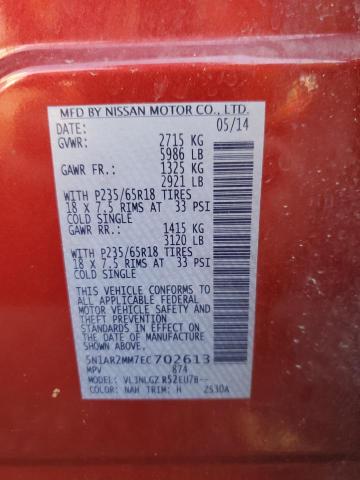 MFD BY NISSAN MOTOR CO., LTD.
DATE: 05/14
GVWR: 2715 KG
5986 LB
GAWR FR.: 1325 KG
2921 LB
WITH P235/65R18 TIRES
18 X 7.5 RIMS AT 33 PSI
COLD SINGLE
GAWR RR.: 1415 KG
3120 LB
WITH P235/65R18 TIRES
18 X 7.5 RIMS AT 33 PSI
COLD SINGLE
THIS VEHICLE CONFORMS TO
ALL APPLICABLE FEDERAL
MOTOR VEHICLE SAFETY AND
STANDARDS IN EFFECT ON THE
DATE OF MANUFACTURE SHOWN
ABOVE.
5N1AR2MM7EC702613
MPV 874
MODEL: R52EU7B--
COLOR: NAH TRIM: H 2530A